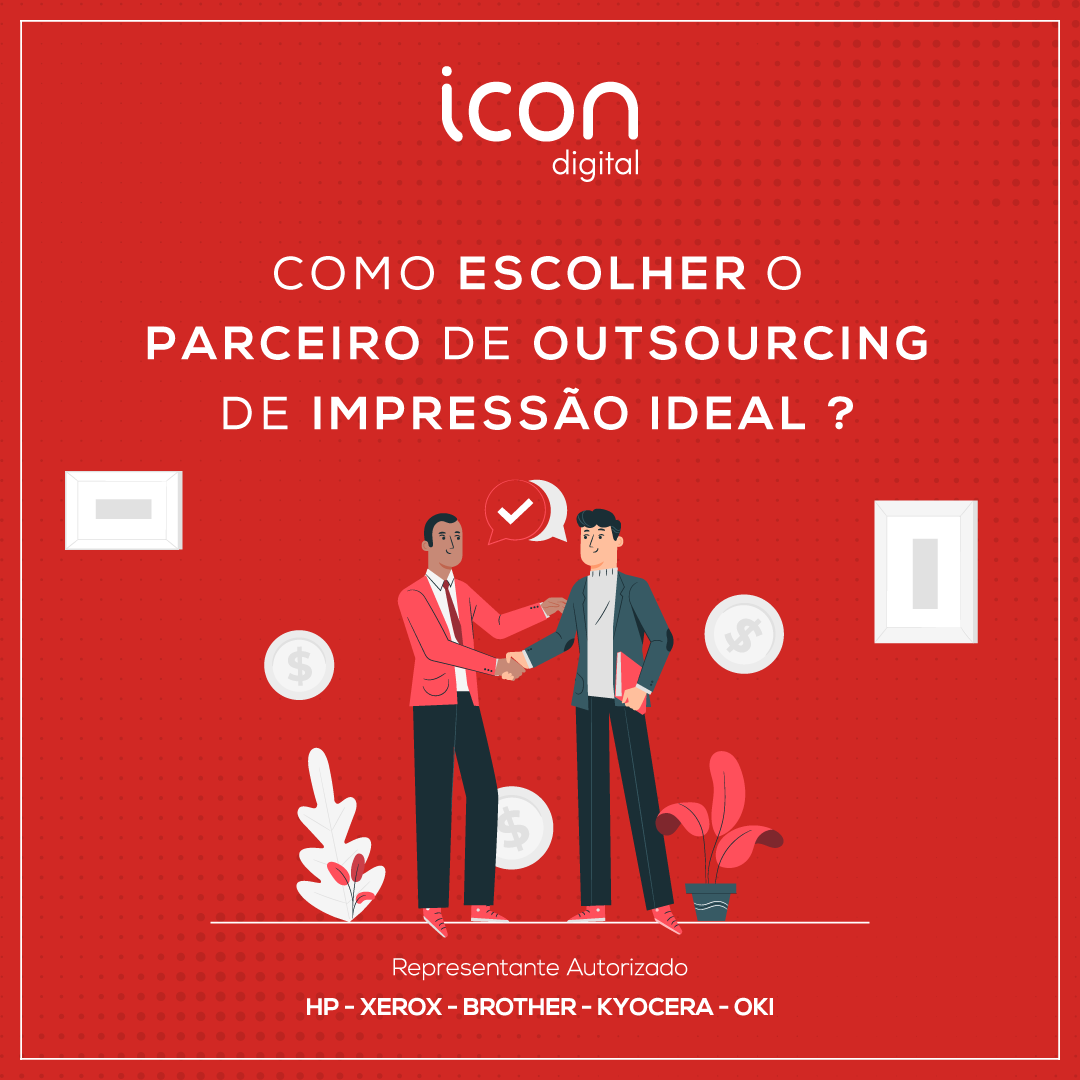 icon
digital
COMO ESCOLHER O
PARCEIRO DE OUTSOURCING
DE IMPRESSÃO IDEAL ?
$
$
$
Representante Autorizado
HP - XEROX - BROTHER - KYOCERA - OKI